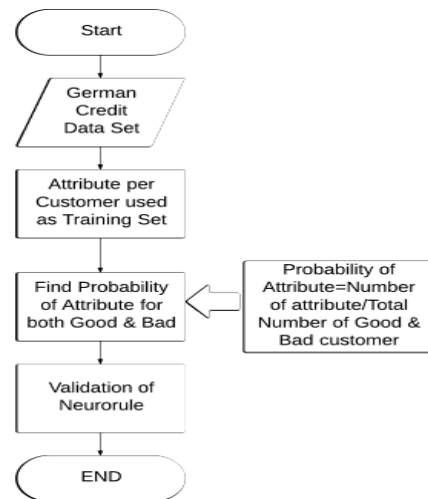 Start
German
Credit
Data Set
Attribute per
Customer used
as Training Set
Find Probability
of Attribute for
both Good & Bad
Probability of
Attribute=Number
of attribute/Total
Number of Good &
Bad customer
Validation of
Neurorule
END